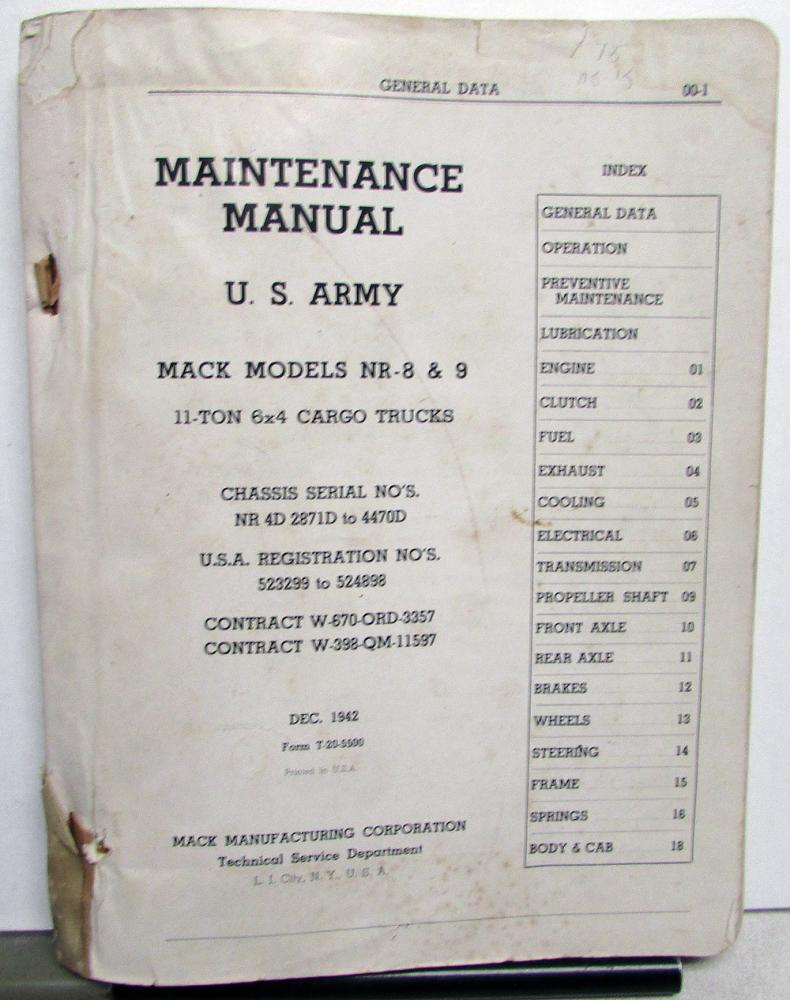 GENERAL DATA 00-1
MAINTENANCE
MANUAL
U. S. ARMY
MACK MODELS NR-8 & 9
11-TON 6x4 CARGO TRUCKS
CHASSIS SERIAL NO'S.
NR 4D 2871D to 4470D
U.S.A. REGISTRATION NO'S.
523299 to 524898
CONTRACT W-670-ORD-3357
CONTRACT W-398-QM-11597
DEC. 1942
Form T-20-5900
Printed in U.S.A.
MACK MANUFACTURING CORPORATION
Technical Service Department
L. I. City, N. Y., U. S. A.
INDEX
GENERAL DATA
OPERATION
PREVENTIVE
MAINTENANCE
LUBRICATION
ENGINE 01
CLUTCH 02
FUEL 03
EXHAUST 04
COOLING 05
ELECTRICAL 06
TRANSMISSION 07
PROPELLER SHAFT 09
FRONT AXLE 10
REAR AXLE 11
BRAKES 12
WHEELS 13
STEERING 14
FRAME 15
SPRINGS 16
BODY & CAB 18